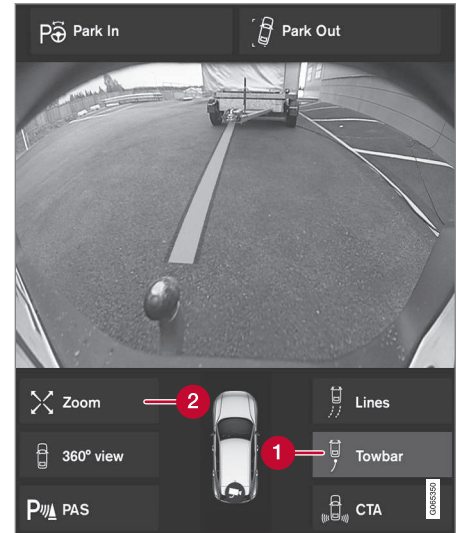 Park In
Park Out
Zoom
2
Lines
360° view
1
Towbar
PAS
CTA
G065350